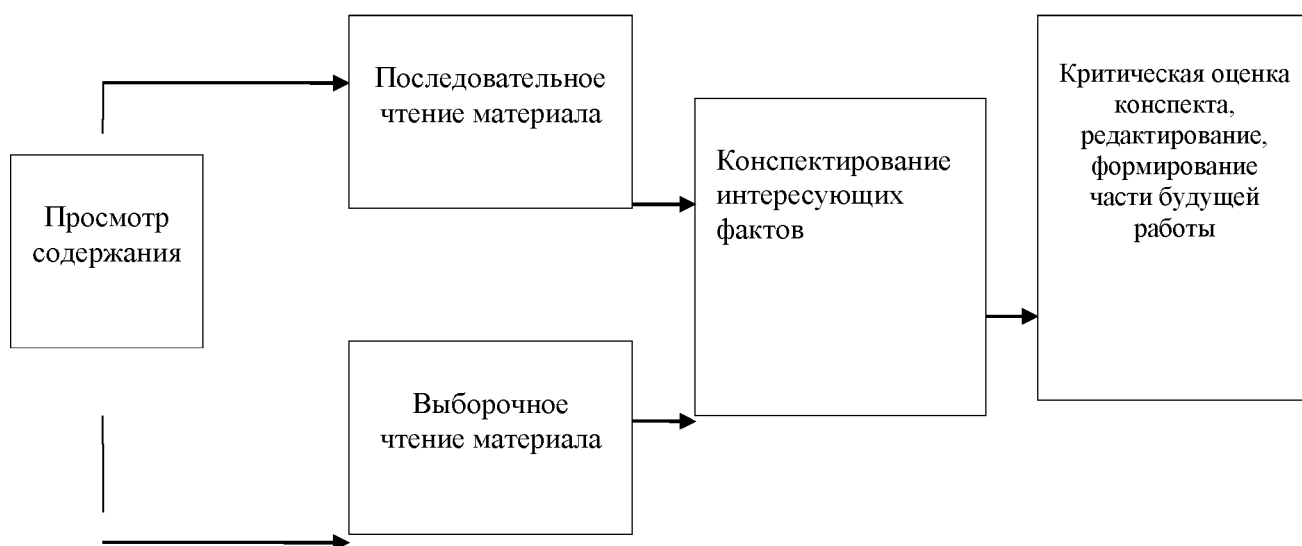 Просмотр
содержания
Последовательное
чтение материала
Выборочное
чтение материала
Конспектирование
интересующих
фактов
Критическая оценка
конспекта,
редактирование,
формирование
части будущей
работы